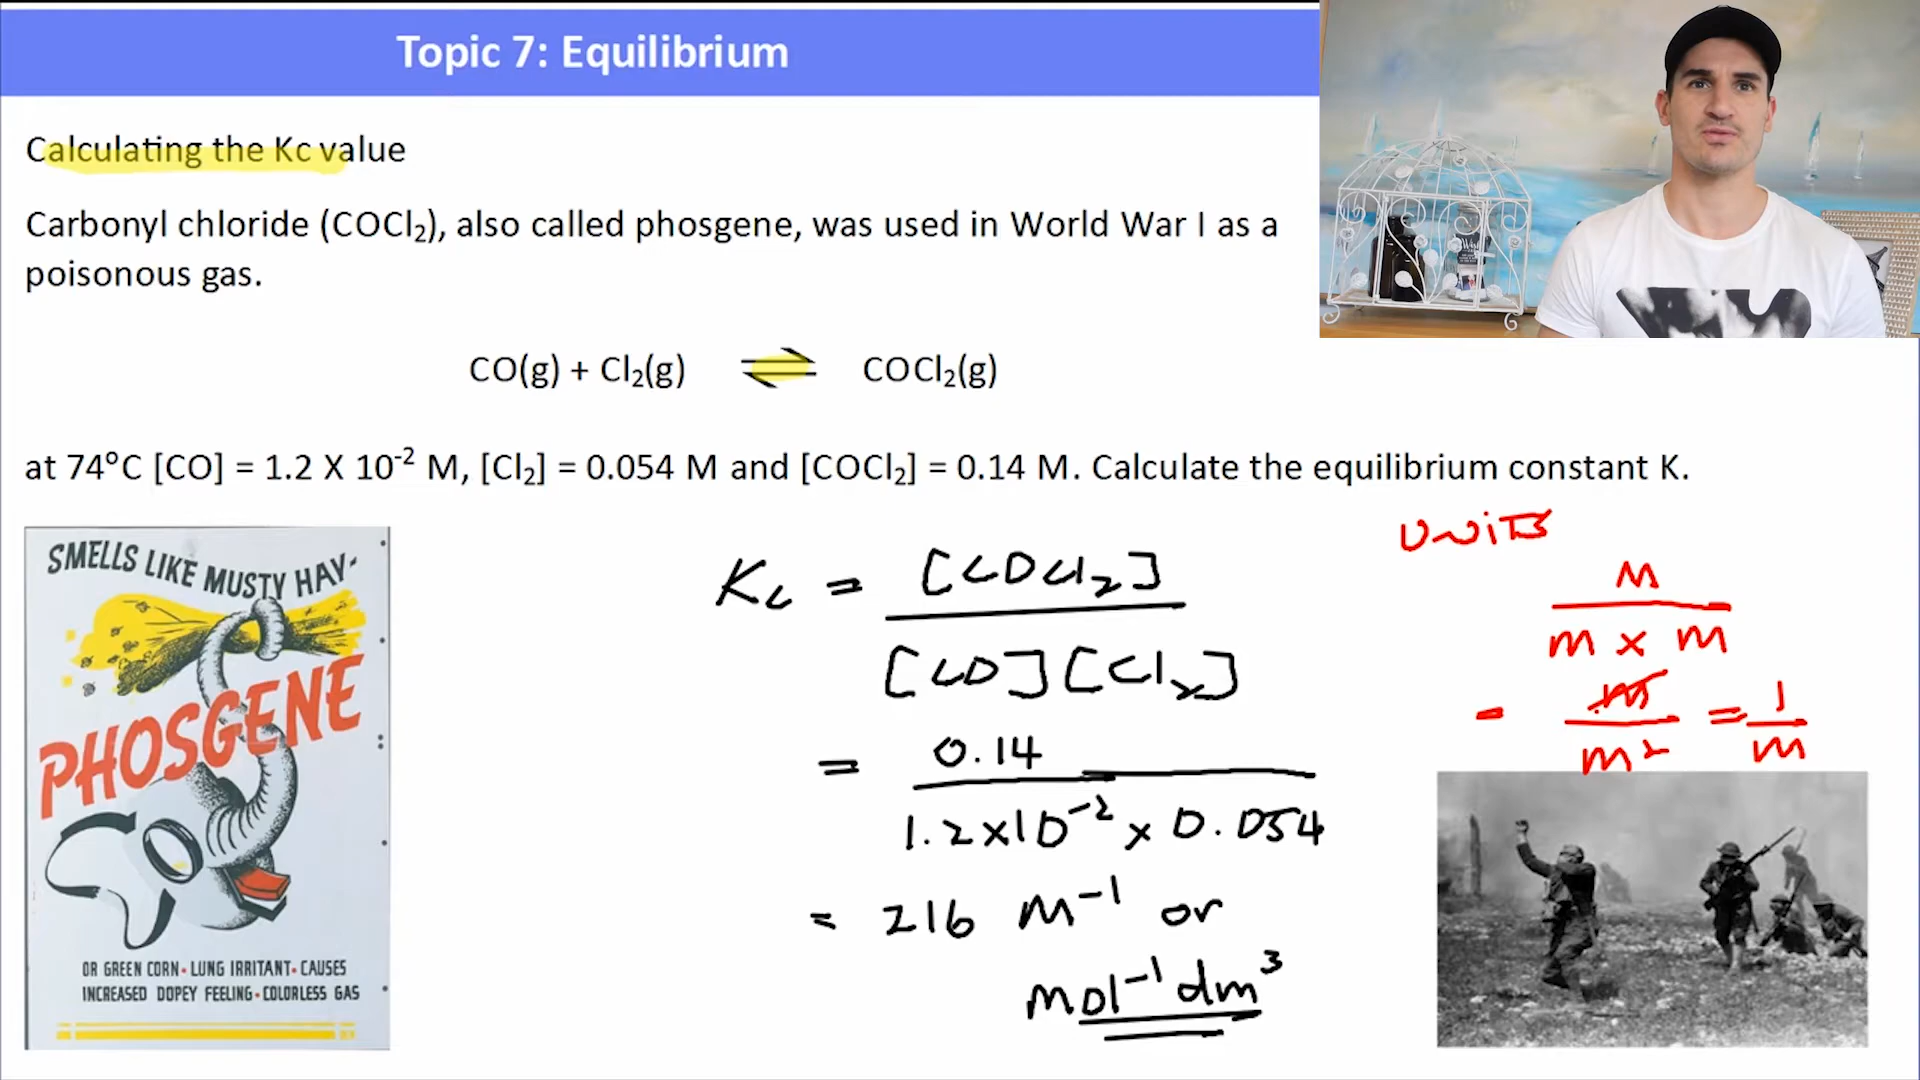 Topic 7: Equilibrium
Calculating the Kc value
Carbonyl chloride (COCl₂), also called phosgene, was used in World War I as a
poisonous gas.
CO(g) + Cl₂(g) ⇌ COCl₂(g)
at 74°C [CO] = 1.2 X 10⁻² M, [Cl₂] = 0.054 M and [COCl₂] = 0.14 M. Calculate the equilibrium constant K.
SMELLS LIKE MUSTY HAY-
PHOSGENE
OR GREEN CORN • LUNG IRRITANT • CAUSES
INCREASED DOPEY FEELING • COLORLESS GAS
Kc = [COCl₂]
[CO][Cl₂]
= 0.14
1.2x10⁻² x 0.054
= 216 M⁻¹ or
mol⁻¹ dm³
UNITS
M
M x M
= M = 1
M² M